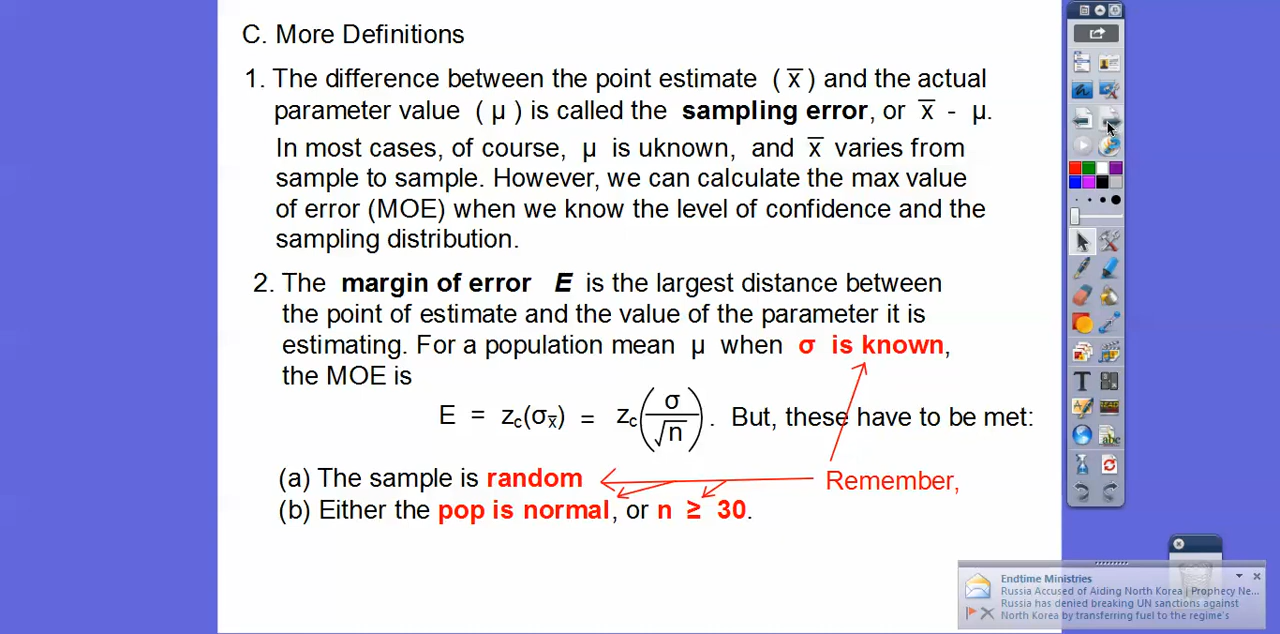 C. More Definitions
1. The difference between the point estimate ( x̅ ) and the actual
parameter value ( μ ) is called the sampling error, or x̅ - μ.
In most cases, of course, μ is uknown, and x̅ varies from
sample to sample. However, we can calculate the max value
of error (MOE) when we know the level of confidence and the
sampling distribution.
2. The margin of error E is the largest distance between
the point of estimate and the value of the parameter it is
estimating. For a population mean μ when σ is known,
the MOE is
E = z_c(σ_x̅) = z_c(σ/√n). But, these have to be met:
(a) The sample is random
Remember,
(b) Either the pop is normal, or n ≥ 30.
Endtime Ministries
Russia Accused of Aiding North Korea | Prophecy Ne...
Russia has denied breaking UN sanctions against
North Korea by transferring fuel to the regime's